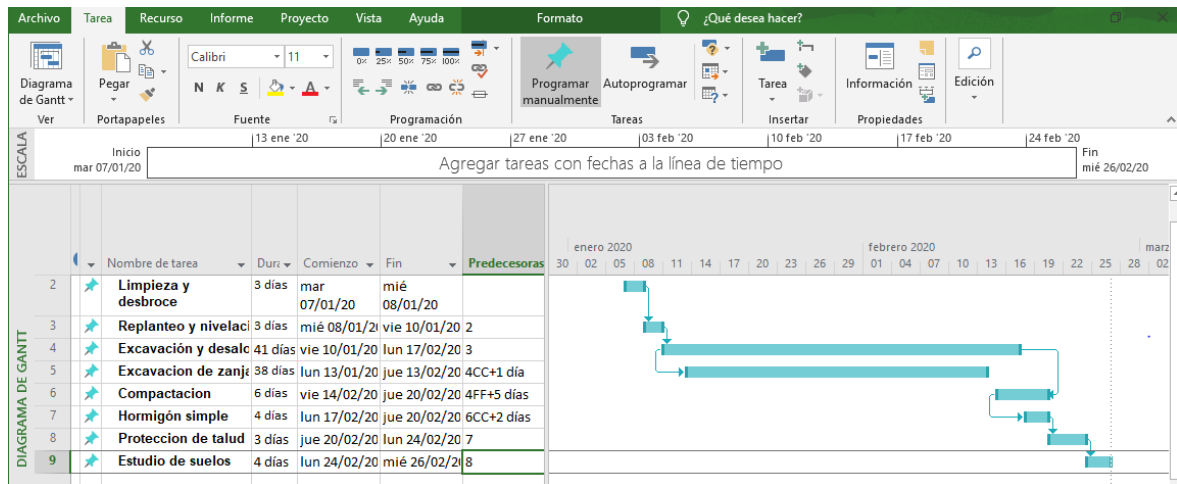 Archivo Tarea Recurso Informe Proyecto Vista Ayuda Formato ¿Qué desea hacer?
Calibri 11 0× 25× 50× 75× 100×
N K S A
Diagrama de Gantt Pegar Programar manualmente Autoprogramar Tarea Información Edición
Ver Portapapeles Fuente Programación Tareas Insertar Propiedades
ESCALA
13 ene '20 20 ene '20 27 ene '20 03 feb '20 10 feb '20 17 feb '20 24 feb '20
Inicio
mar 07/01/20
Agregar tareas con fechas a la línea de tiempo
Fin
mié 26/02/20
DIAGRAMA DE GANTT
enero 2020 febrero 2020 marz
Nombre de tarea Dura Comienzo Fin Predecesoras 30 02 05 08 11 14 17 20 23 26 29 01 04 07 10 13 16 19 22 25 28 02
2 Limpieza y desbroce 3 días mar 07/01/20 mié 08/01/20
3 Replanteo y nivelaci 3 días mié 08/01/2 vie 10/01/20 2
4 Excavación y desalo 41 días vie 10/01/20 lun 17/02/20 3
5 Excavacion de zanja 38 días lun 13/01/20 jue 13/02/20 4CC+1 día
6 Compactacion 6 días vie 14/02/20 jue 20/02/20 4FF+5 días
7 Hormigón simple 4 días lun 17/02/20 jue 20/02/20 6CC+2 días
8 Proteccion de talud 3 días jue 20/02/20 lun 24/02/20 7
9 Estudio de suelos 4 días lun 24/02/20 mié 26/02/2 8